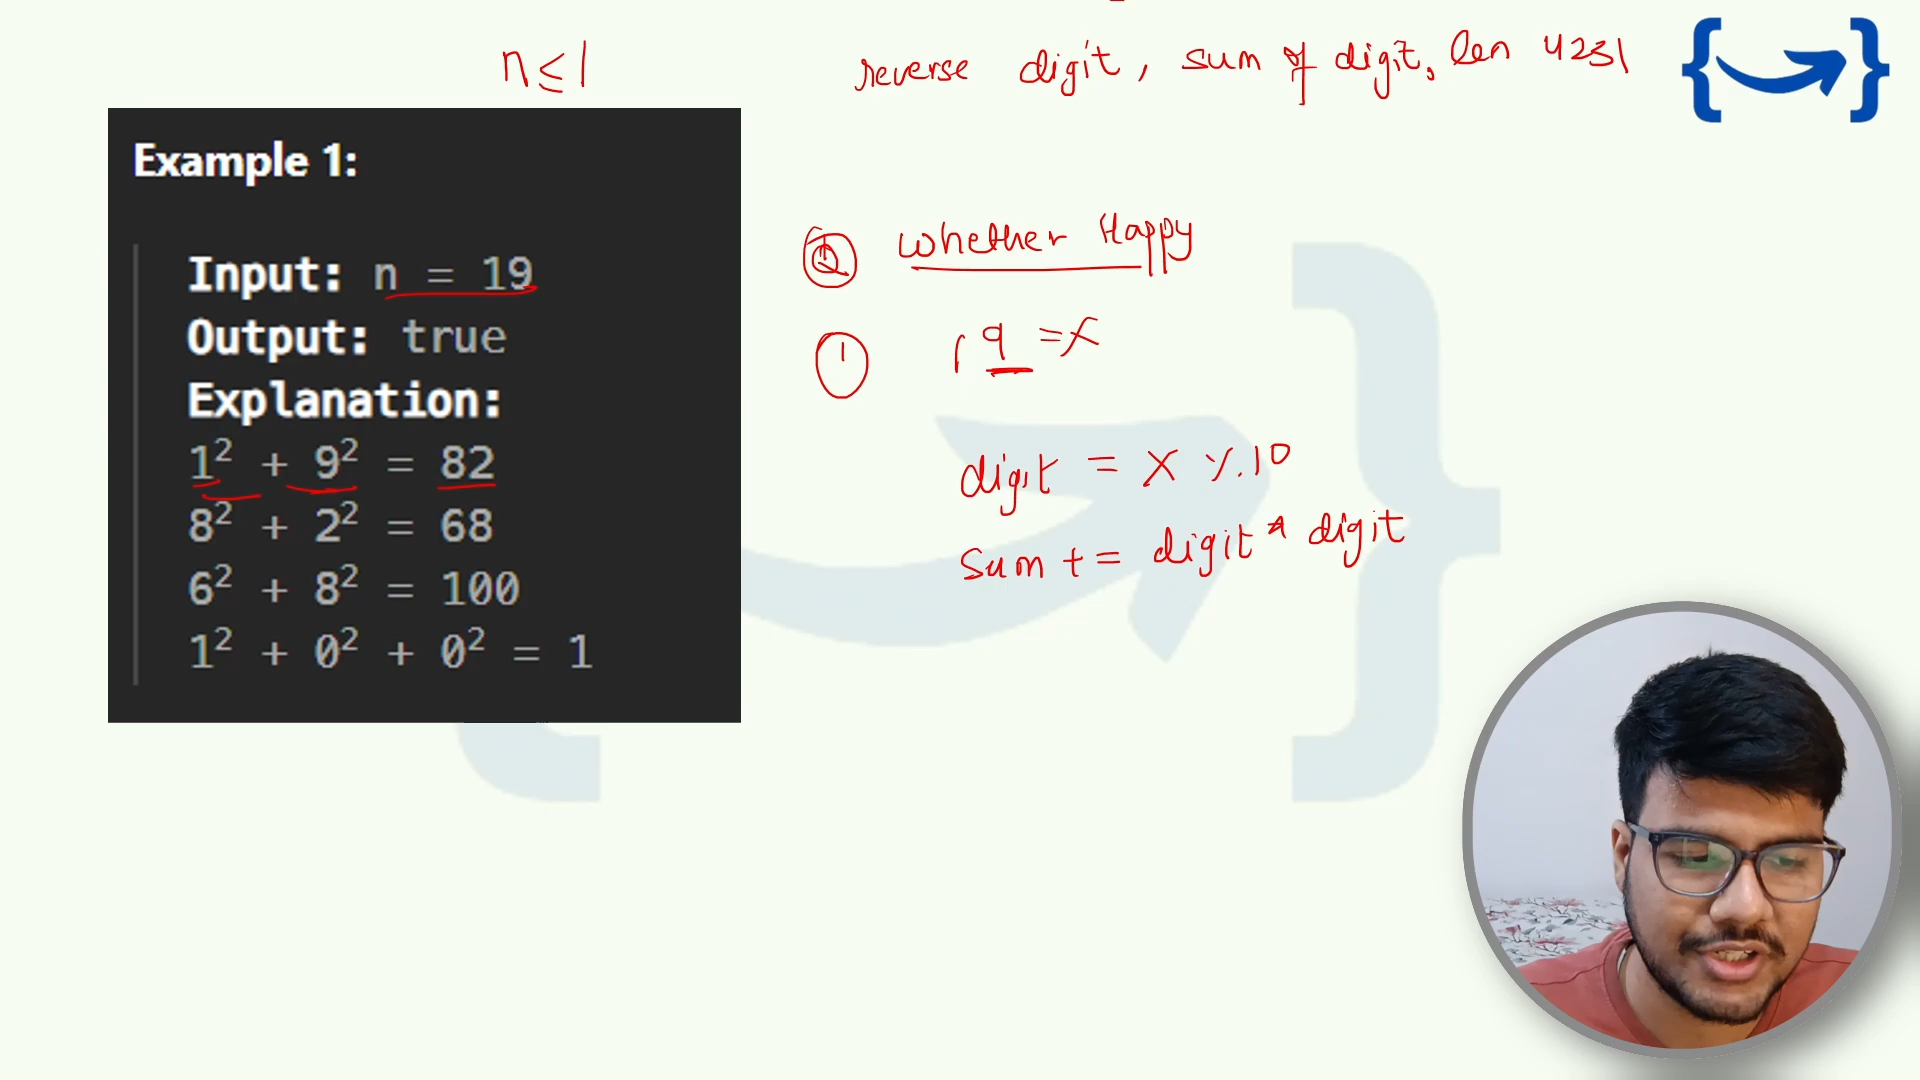 n ≤ 1
reverse digit, sum of digit, len 4231
Example 1:
Input: n = 19
Output: true
Explanation:
1² + 9² = 82
8² + 2² = 68
6² + 8² = 100
1² + 0² + 0² = 1
Whether Happy
1 19 = x
digit = x % 10
sum += digit * digit